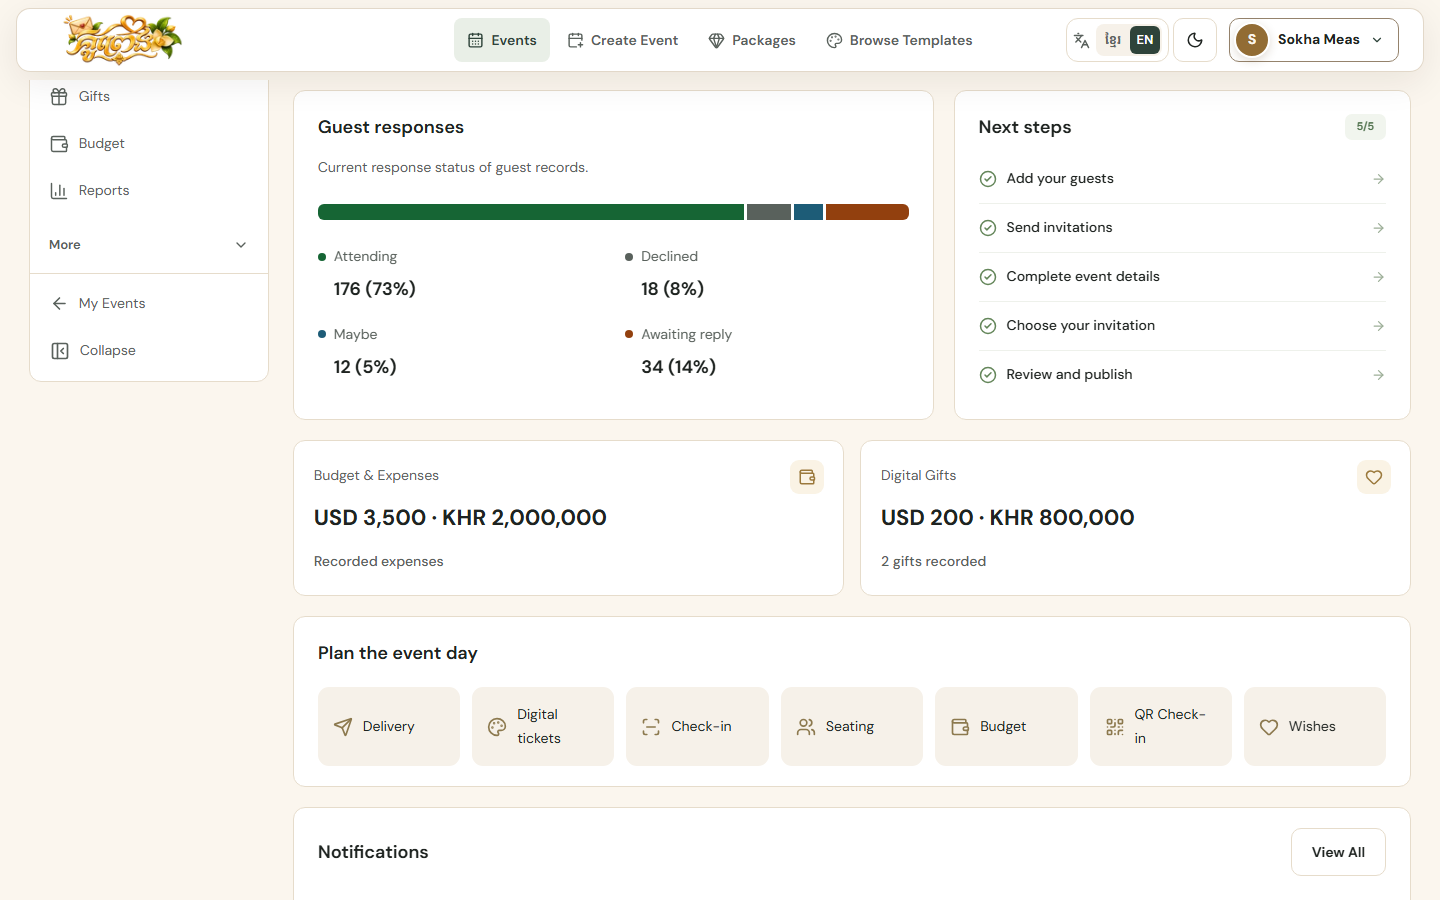 Events
Create Event
Packages
Browse Templates
ខ្មែរ
EN
S
Sokha Meas
Gifts
Budget
Reports
More
My Events
Collapse
Guest responses
Current response status of guest records.
Attending
176 (73%)
Declined
18 (8%)
Maybe
12 (5%)
Awaiting reply
34 (14%)
Next steps
5/5
Add your guests
Send invitations
Complete event details
Choose your invitation
Review and publish
Budget & Expenses
USD 3,500 · KHR 2,000,000
Recorded expenses
Digital Gifts
USD 200 · KHR 800,000
2 gifts recorded
Plan the event day
Delivery
Digital
tickets
Check-in
Seating
Budget
QR Check-
in
Wishes
Notifications
View All